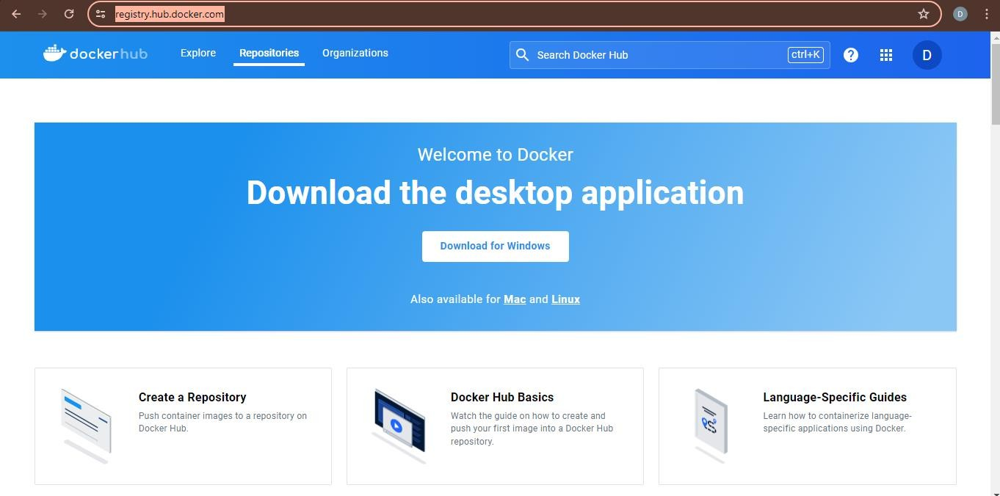 registry.hub.docker.com
D
dockerhub
Explore
Repositories
Organizations
Search Docker Hub
ctrl+K
?
D
Welcome to Docker
Download the desktop application
Download for Windows
Also available for Mac and Linux
Create a Repository
Push container images to a repository on
Docker Hub.
Docker Hub Basics
Watch the guide on how to create and
push your first image into a Docker Hub
repository.
Language-Specific Guides
Learn how to containerize language-
specific applications using Docker.